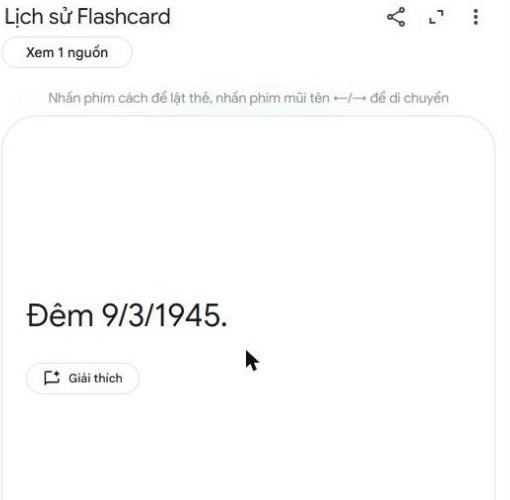 Lịch sử Flashcard
Xem 1 nguồn
Nhấn phím cách để lật thẻ, nhấn phím mũi tên ←/→ để di chuyển
Đêm 9/3/1945.
Giải thích